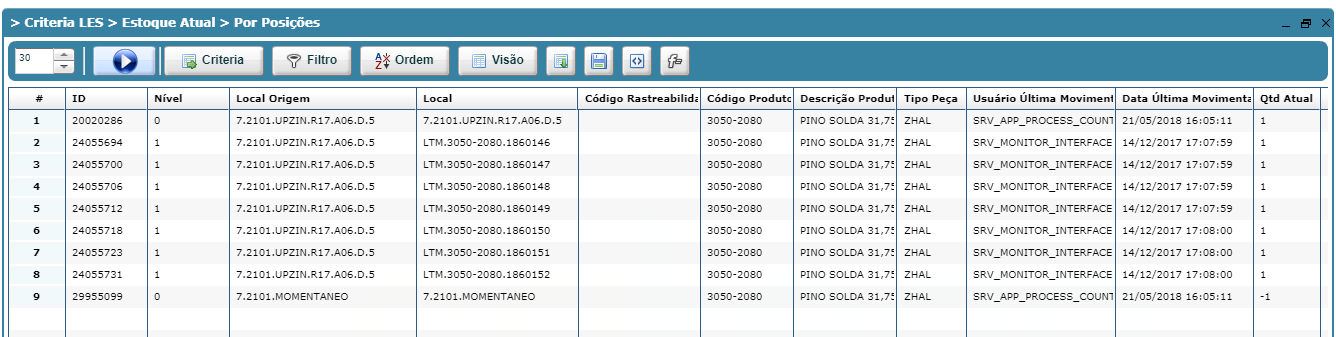 > Criteria LES > Estoque Atual > Por Posições
30 Criteria Filtro Ordem Visão
# ID Nível Local Origem Local Código Rastreabilida Código Produto Descrição Produt Tipo Peça Usuário Última Moviment Data Última Movimenta Qtd Atual
1 20020286 0 7.2101.UPZIN.R17.A06.D.5 7.2101.UPZIN.R17.A06.D.5 3050-2080 PINO SOLDA 31,75 ZHAL SRV_APP_PROCESS_COUNT 21/05/2018 16:05:11 1
2 24055694 1 7.2101.UPZIN.R17.A06.D.5 LTM.3050-2080.1860146 3050-2080 PINO SOLDA 31,75 ZHAL SRV_MONITOR_INTERFACE 14/12/2017 17:07:59 1
3 24055700 1 7.2101.UPZIN.R17.A06.D.5 LTM.3050-2080.1860147 3050-2080 PINO SOLDA 31,75 ZHAL SRV_MONITOR_INTERFACE 14/12/2017 17:07:59 1
4 24055706 1 7.2101.UPZIN.R17.A06.D.5 LTM.3050-2080.1860148 3050-2080 PINO SOLDA 31,75 ZHAL SRV_MONITOR_INTERFACE 14/12/2017 17:07:59 1
5 24055712 1 7.2101.UPZIN.R17.A06.D.5 LTM.3050-2080.1860149 3050-2080 PINO SOLDA 31,75 ZHAL SRV_MONITOR_INTERFACE 14/12/2017 17:07:59 1
6 24055718 1 7.2101.UPZIN.R17.A06.D.5 LTM.3050-2080.1860150 3050-2080 PINO SOLDA 31,75 ZHAL SRV_MONITOR_INTERFACE 14/12/2017 17:08:00 1
7 24055723 1 7.2101.UPZIN.R17.A06.D.5 LTM.3050-2080.1860151 3050-2080 PINO SOLDA 31,75 ZHAL SRV_MONITOR_INTERFACE 14/12/2017 17:08:00 1
8 24055731 1 7.2101.UPZIN.R17.A06.D.5 LTM.3050-2080.1860152 3050-2080 PINO SOLDA 31,75 ZHAL SRV_MONITOR_INTERFACE 14/12/2017 17:08:00 1
9 29955099 0 7.2101.MOMENTANEO 7.2101.MOMENTANEO 3050-2080 PINO SOLDA 31,75 ZHAL SRV_APP_PROCESS_COUNT 21/05/2018 16:05:11 -1